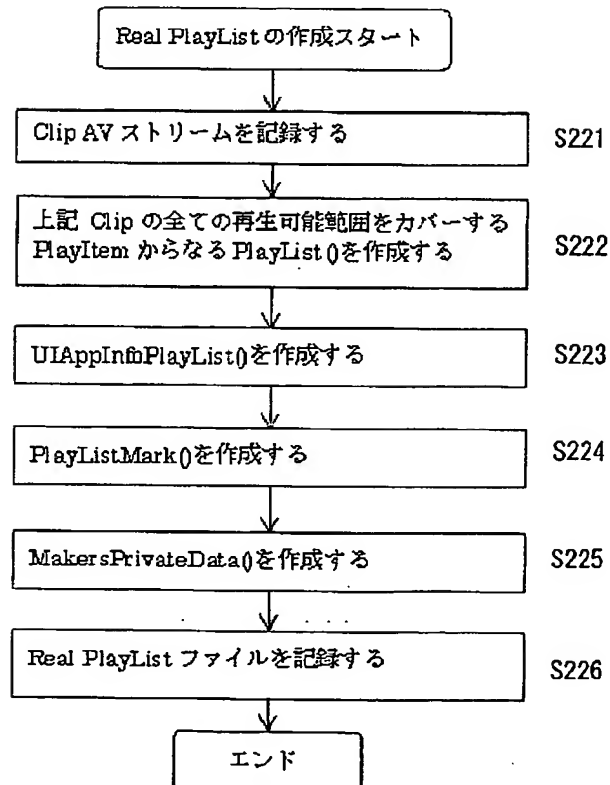 Real PlayListの作成スタート
Clip AV ストリームを記録する
S221
上記 Clip の全ての再生可能範囲をカバーする
PlayItem からなる PlayList()を作成する
S222
UIAppInfoPlayList()を作成する
S223
PlayListMark()を作成する
S224
MakersPrivateData()を作成する
S225
Real PlayList ファイルを記録する
S226
エンド